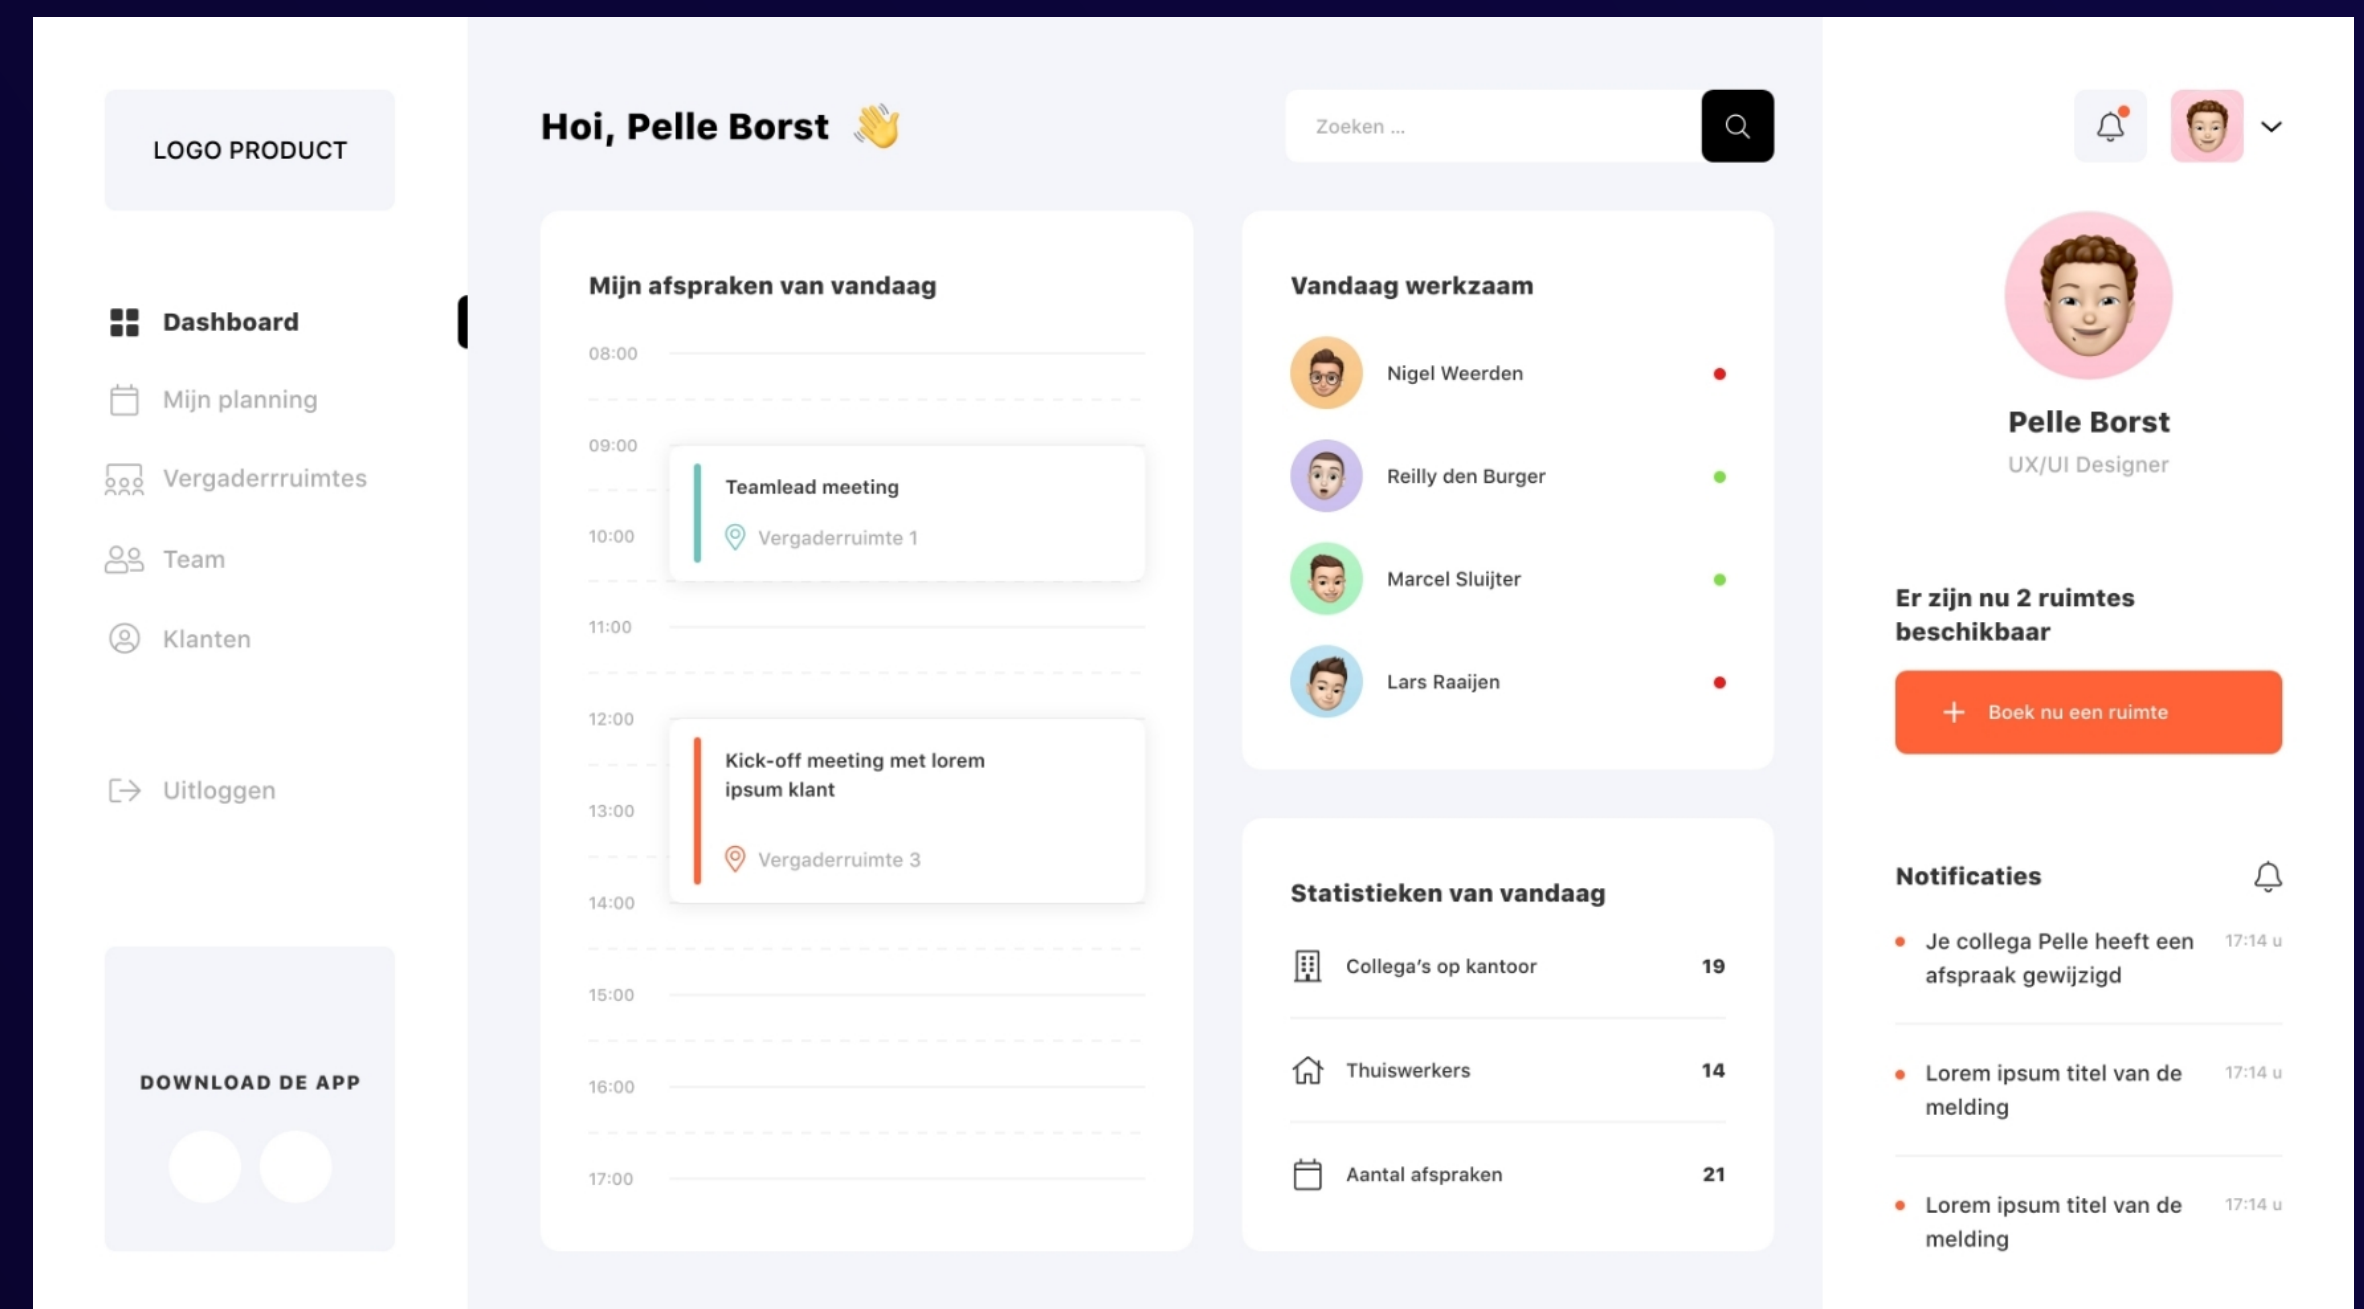 LOGO PRODUCT
Dashboard
Mijn planning
Vergaderrruimtes
Team
Klanten
Uitloggen
DOWNLOAD DE APP
Hoi, Pelle Borst 👋
Zoeken ...
Mijn afspraken van vandaag
08:00
09:00
Teamlead meeting
10:00
Vergaderruimte 1
11:00
12:00
Kick-off meeting met lorem
ipsum klant
13:00
Vergaderruimte 3
14:00
15:00
16:00
17:00
Vandaag werkzaam
Nigel Weerden
Reilly den Burger
Marcel Sluijter
Lars Raaijen
Statistieken van vandaag
Collega's op kantoor 19
Thuiswerkers 14
Aantal afspraken 21
Pelle Borst
UX/UI Designer
Er zijn nu 2 ruimtes
beschikbaar
Boek nu een ruimte
Notificaties
Je collega Pelle heeft een 17:14 u
afspraak gewijzigd
Lorem ipsum titel van de 17:14 u
melding
Lorem ipsum titel van de 17:14 u
melding